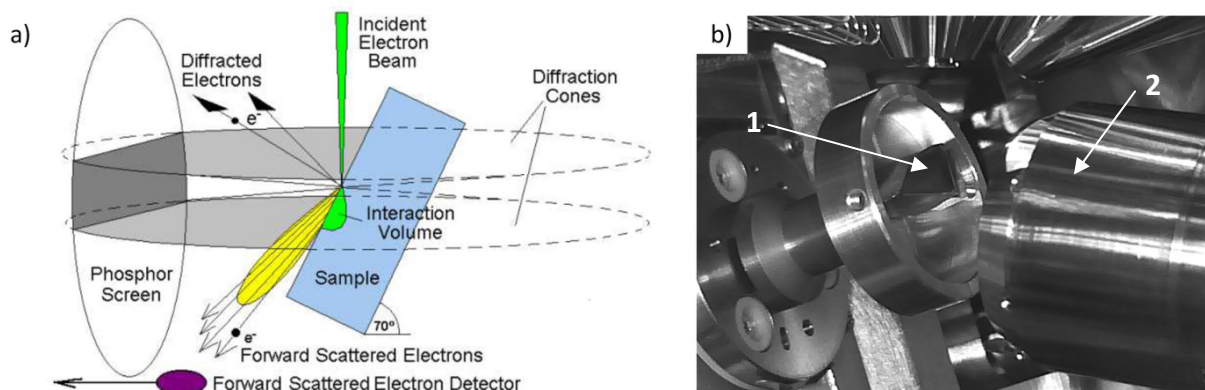 a)
Incident
Electron
Beam
Diffracted
Electrons
e-
Diffraction
Cones
Interaction
Volume
Phosphor
Screen
Sample
70º
e-
Forward Scattered Electrons
Forward Scattered Electron Detector
b)
1
2